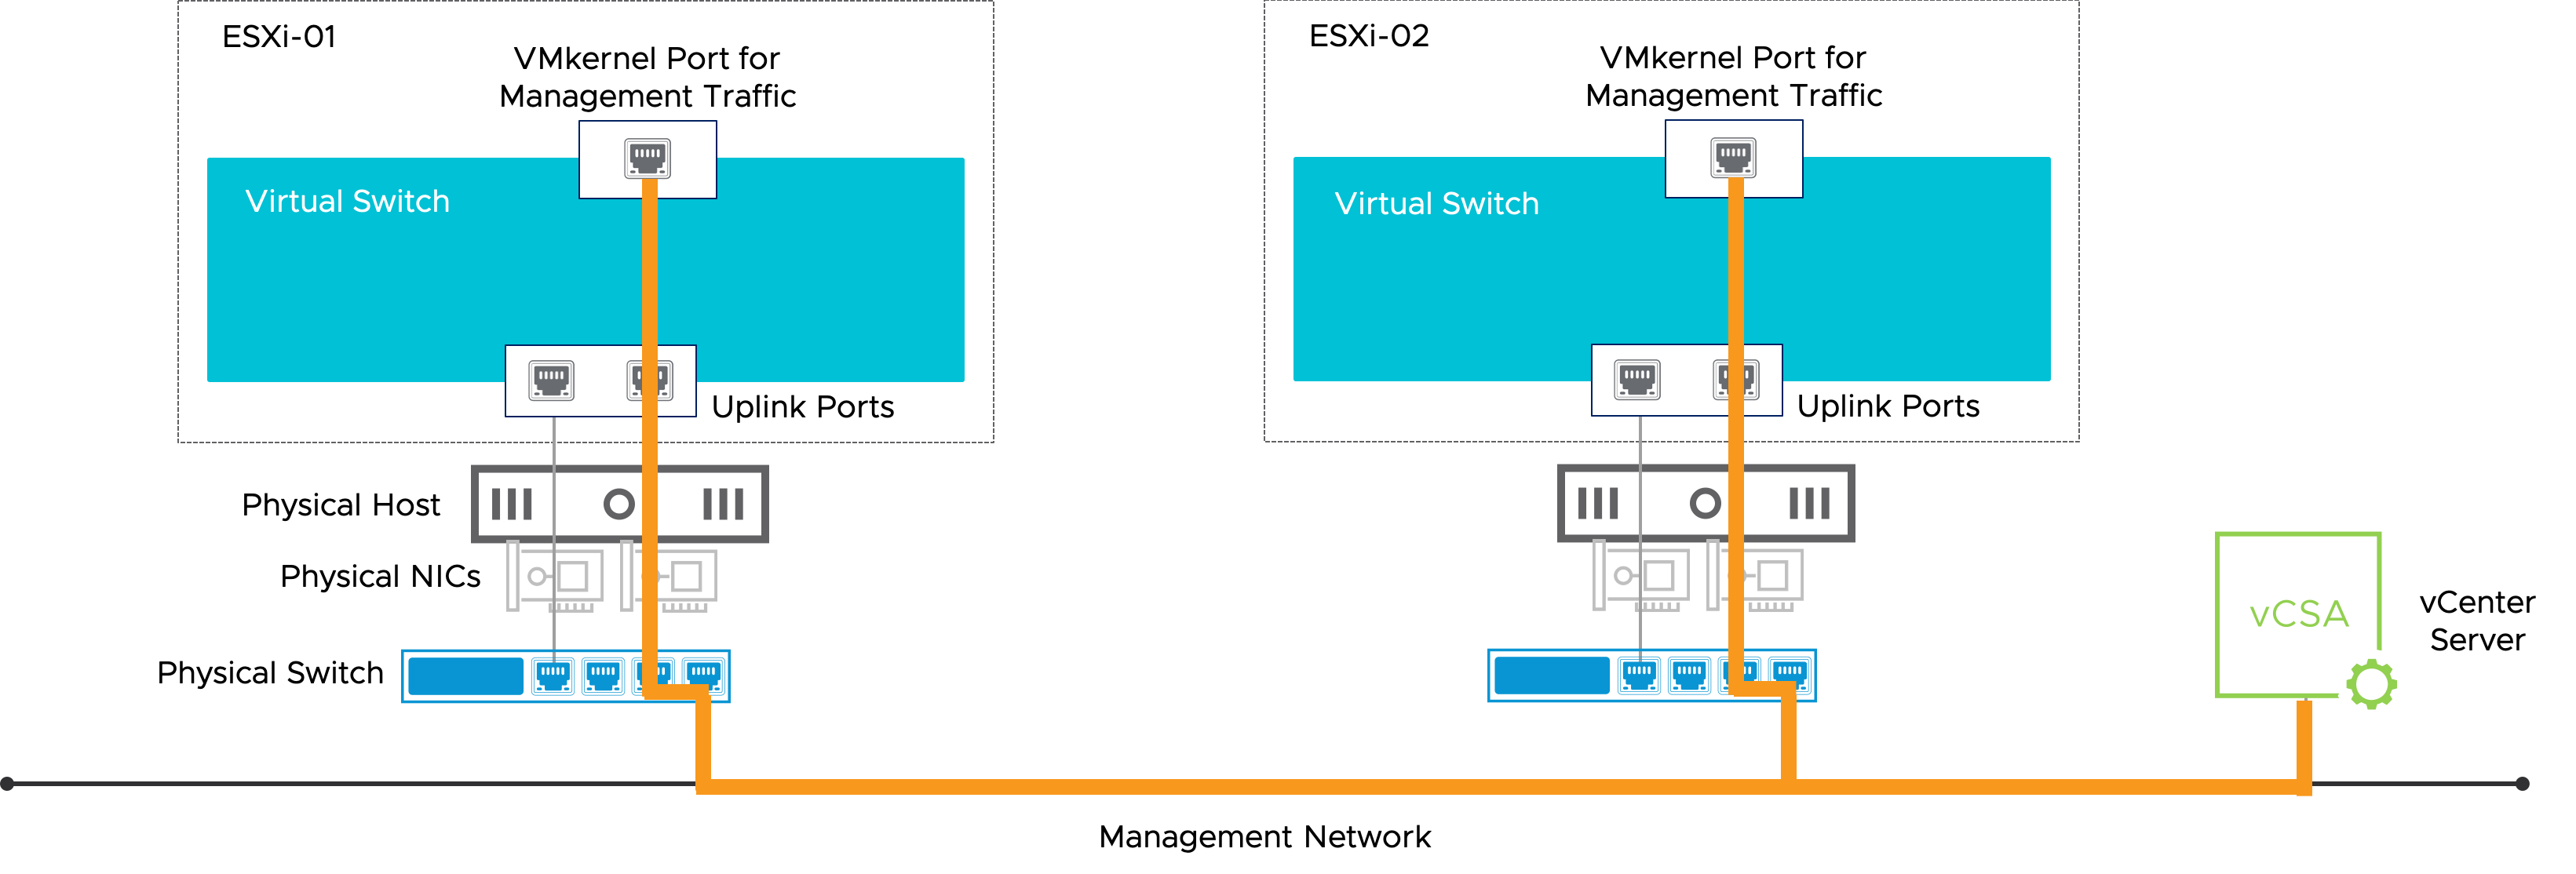 ESXi-01
VMkernel Port for
Management Traffic
Virtual Switch
Uplink Ports
Physical Host
Physical NICs
Physical Switch
ESXi-02
VMkernel Port for
Management Traffic
Virtual Switch
Uplink Ports
vCSA
vCenter
Server
Management Network